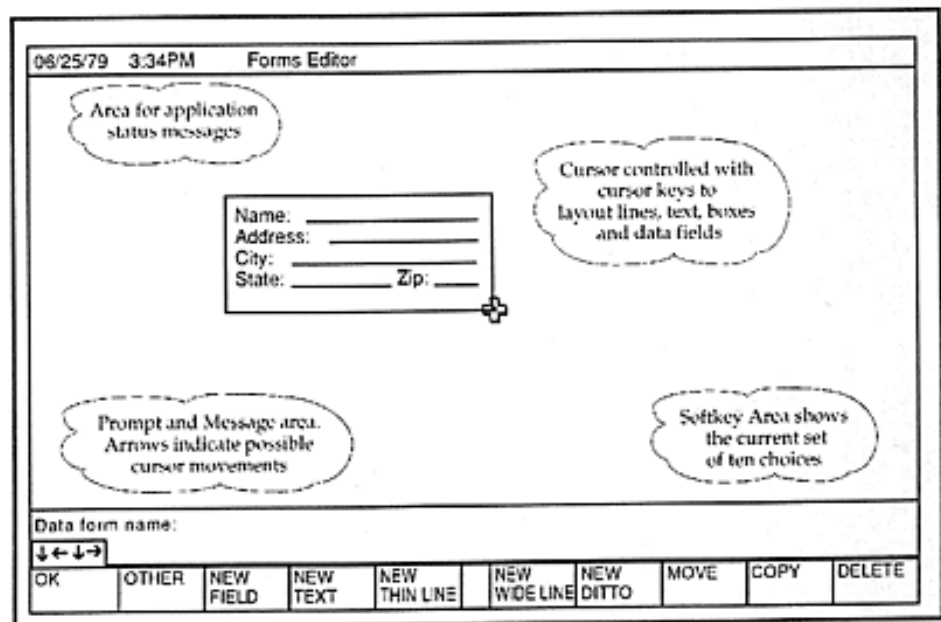 06/25/79 3:34PM Forms Editor
Area for application
status messages
Cursor controlled with
cursor keys to
layout lines, text, boxes
and data fields
Name:
Address:
City:
State: Zip:
Prompt and Message area.
Arrows indicate possible
cursor movements
Softkey Area shows
the current set
of ten choices
Data form name:
↓←↓→
OK OTHER NEW FIELD NEW TEXT NEW THIN LINE NEW WIDE LINE NEW DITTO MOVE COPY DELETE